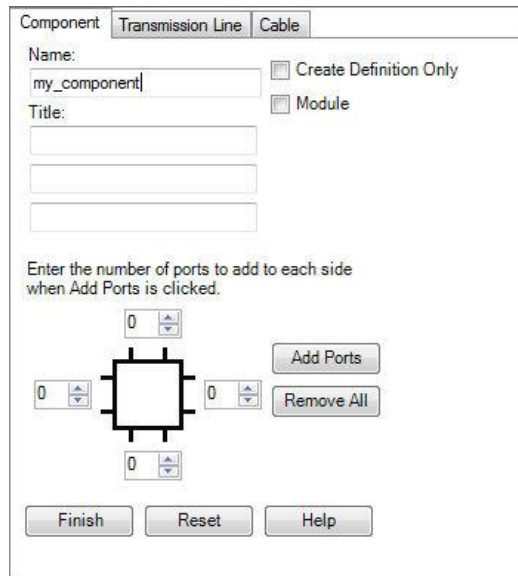 Component Transmission Line Cable
Name:
my_component
Create Definition Only
Module
Title:
Enter the number of ports to add to each side
when Add Ports is clicked.
0
0
0
0
Add Ports
Remove All
Finish Reset Help